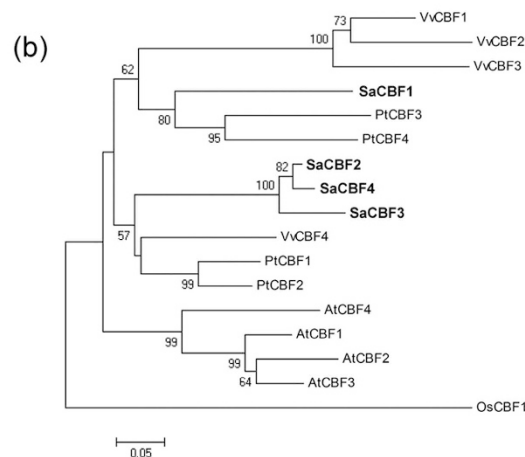 (b)
VvCBF1
73
VvCBF2
100
VvCBF3
62
SaCBF1
80
PtCBF3
95
PtCBF4
82
SaCBF2
SaCBF4
100
SaCBF3
57
VvCBF4
PtCBF1
99
PtCBF2
AtCBF4
99
AtCBF1
99
AtCBF2
64
AtCBF3
OsCBF1
0.05